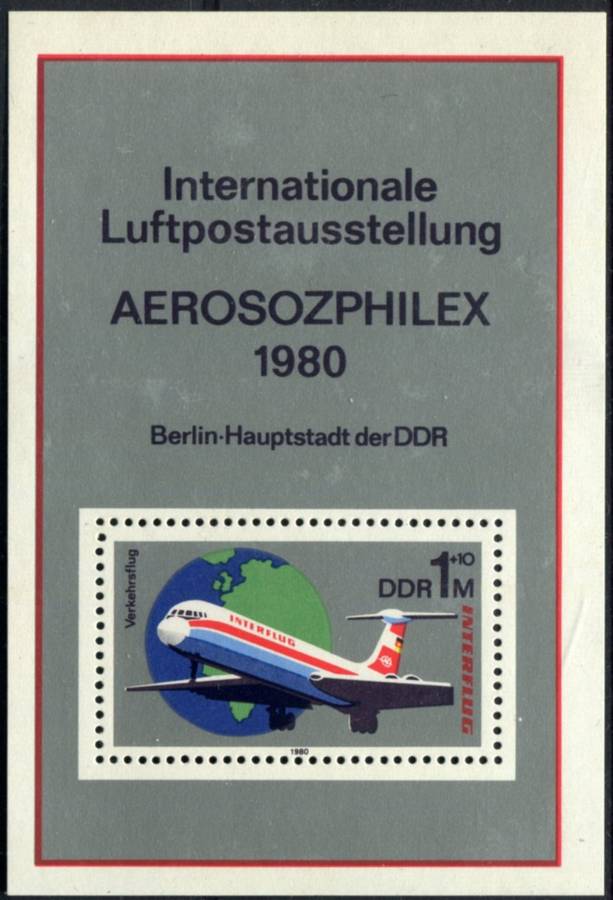 Internationale
Luftpostausstellung
AEROSOZPHILEX
1980
Berlin·Hauptstadt der DDR
Verkehrsflug
DDR 1+10 M
INTERFLUG
INTERFLUG
1980